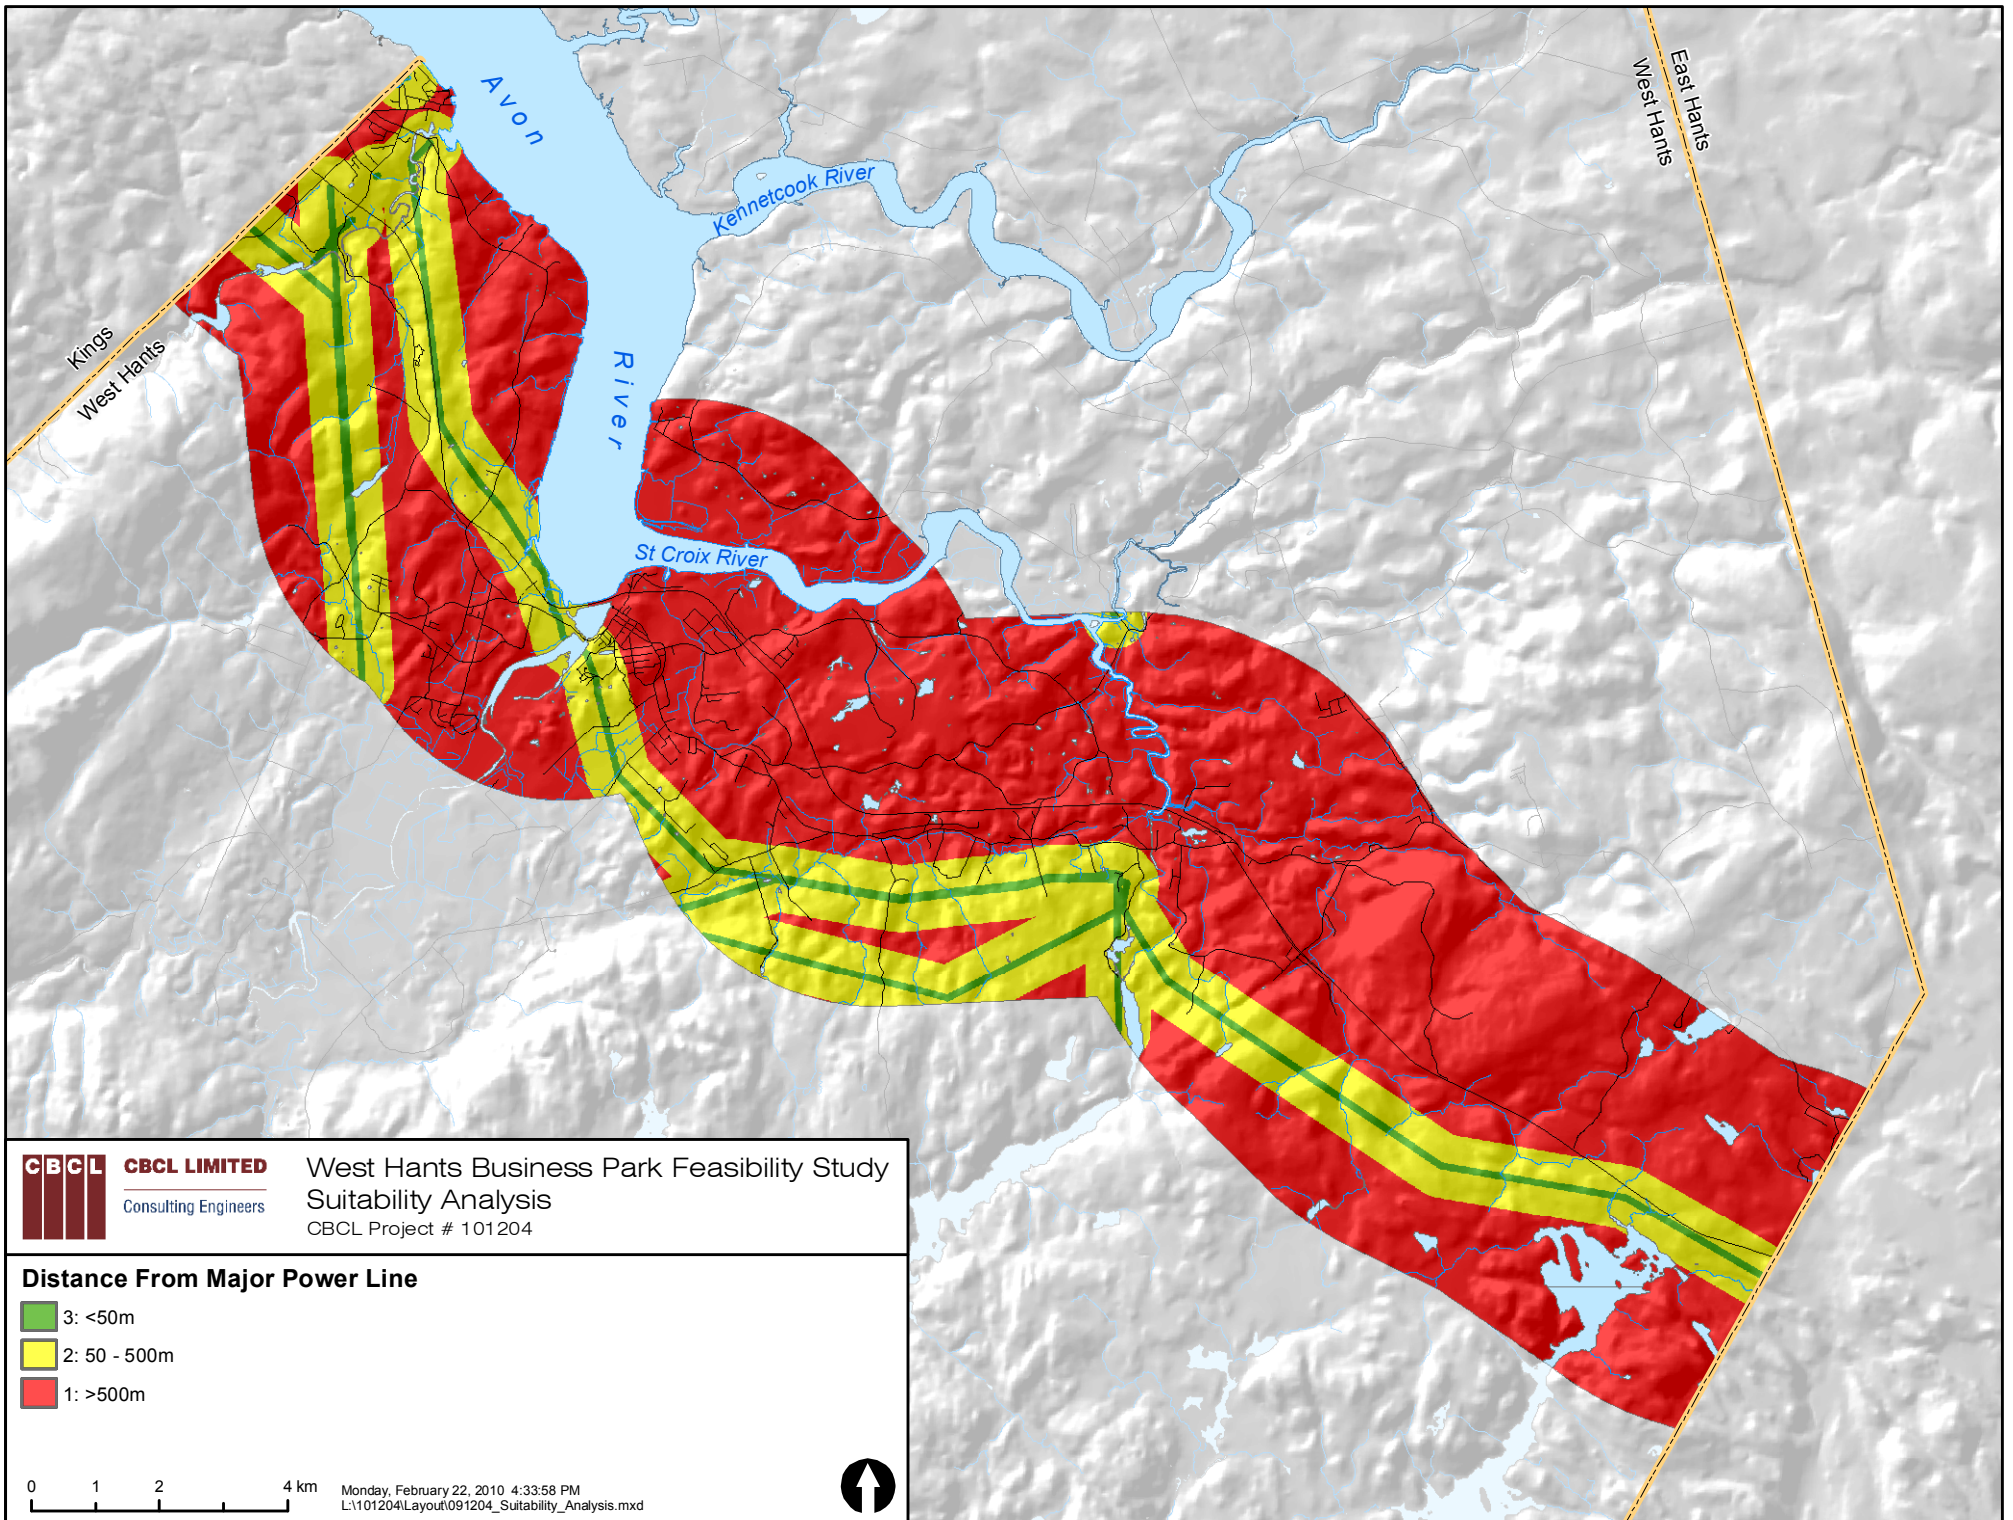 Avon
River
Kennetcook River
St Croix River
East Hants
West Hants
Kings
West Hants
CBCL
CBCL LIMITED
Consulting Engineers
West Hants Business Park Feasibility Study
Suitability Analysis
CBCL Project # 101204
Distance From Major Power Line
3: <50m
2: 50 - 500m
1: >500m
0 1 2 4 km
Monday, February 22, 2010 4:33:58 PM
L:\101204\Layout\091204_Suitability_Analysis.mxd